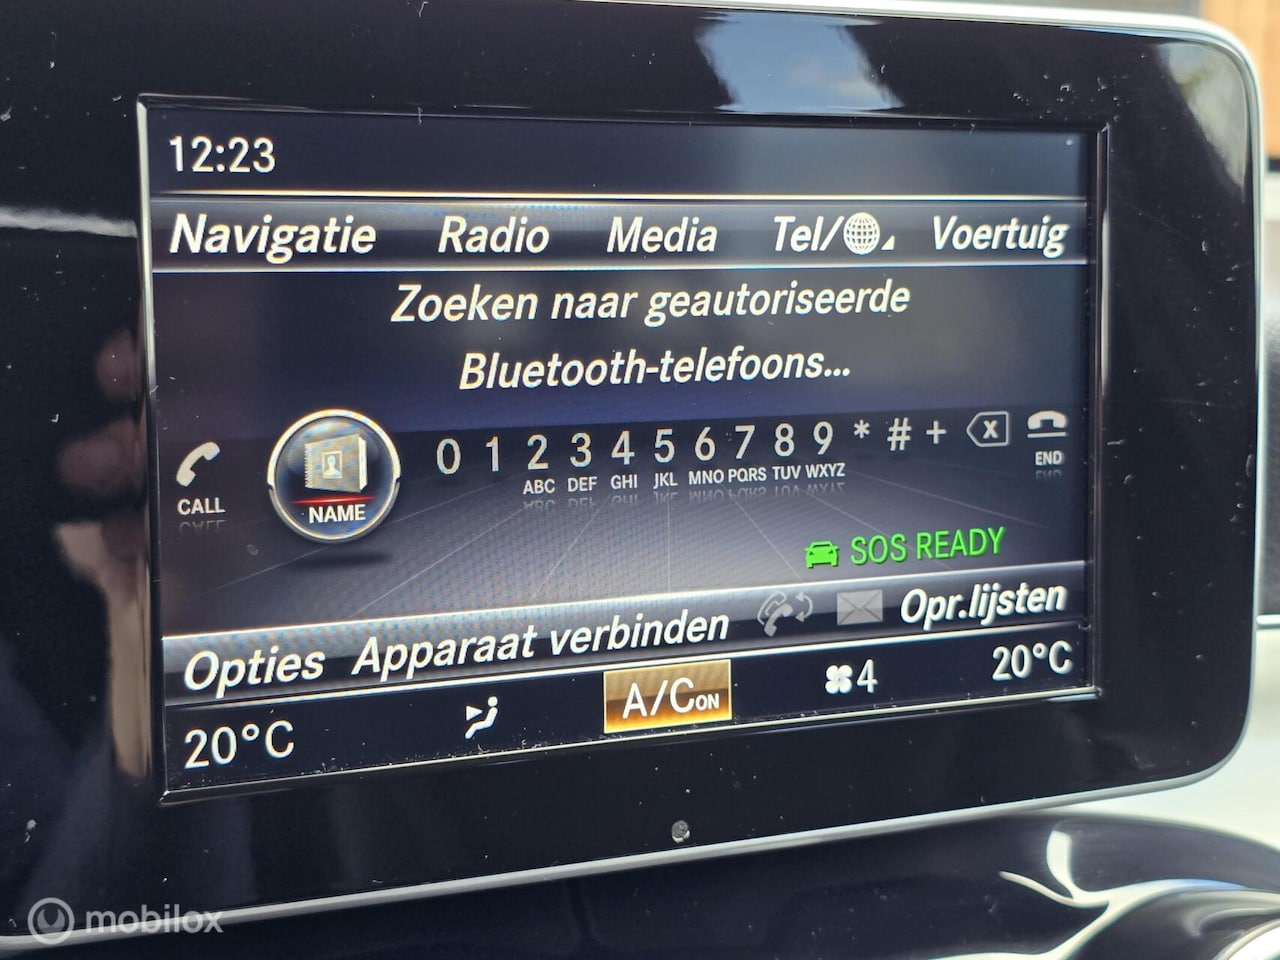 12:23
Navigatie Radio Media Tel/ Voertuig
Zoeken naar geautoriseerde
Bluetooth-telefoons...
0 1 2 3 4 5 6 7 8 9 * # + X
ABC DEF GHI JKL MNO PQRS TUV WXYZ END
CALL NAME
SOS READY
Opties Apparaat verbinden Opr.lijsten
20°C A/C ON 4 20°C
mobilox